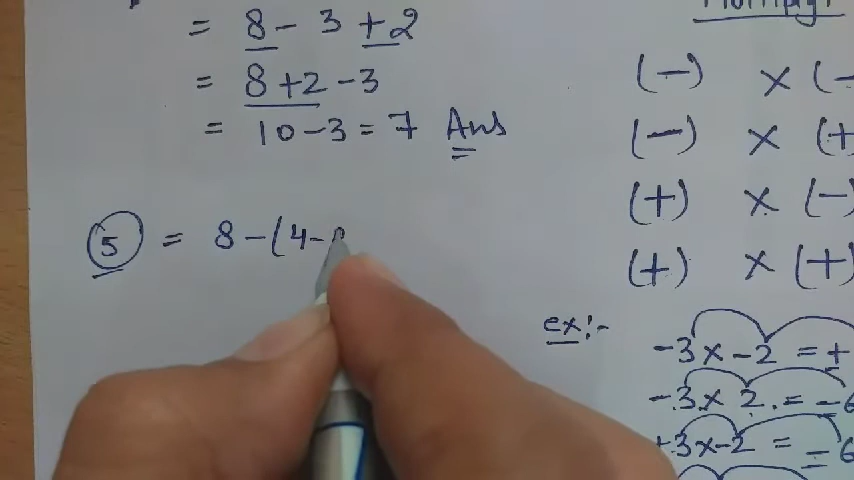 = 8 - 3 + 2
= 8 + 2 - 3
= 10 - 3 = 7 Ans
5 = 8 - (4 -
(-) × (-
(-) × (+
(+) × (-)
(+) × (+)
ex:-
-3 × -2 = +
-3 × 2 = -6
+3 × -2 = -6